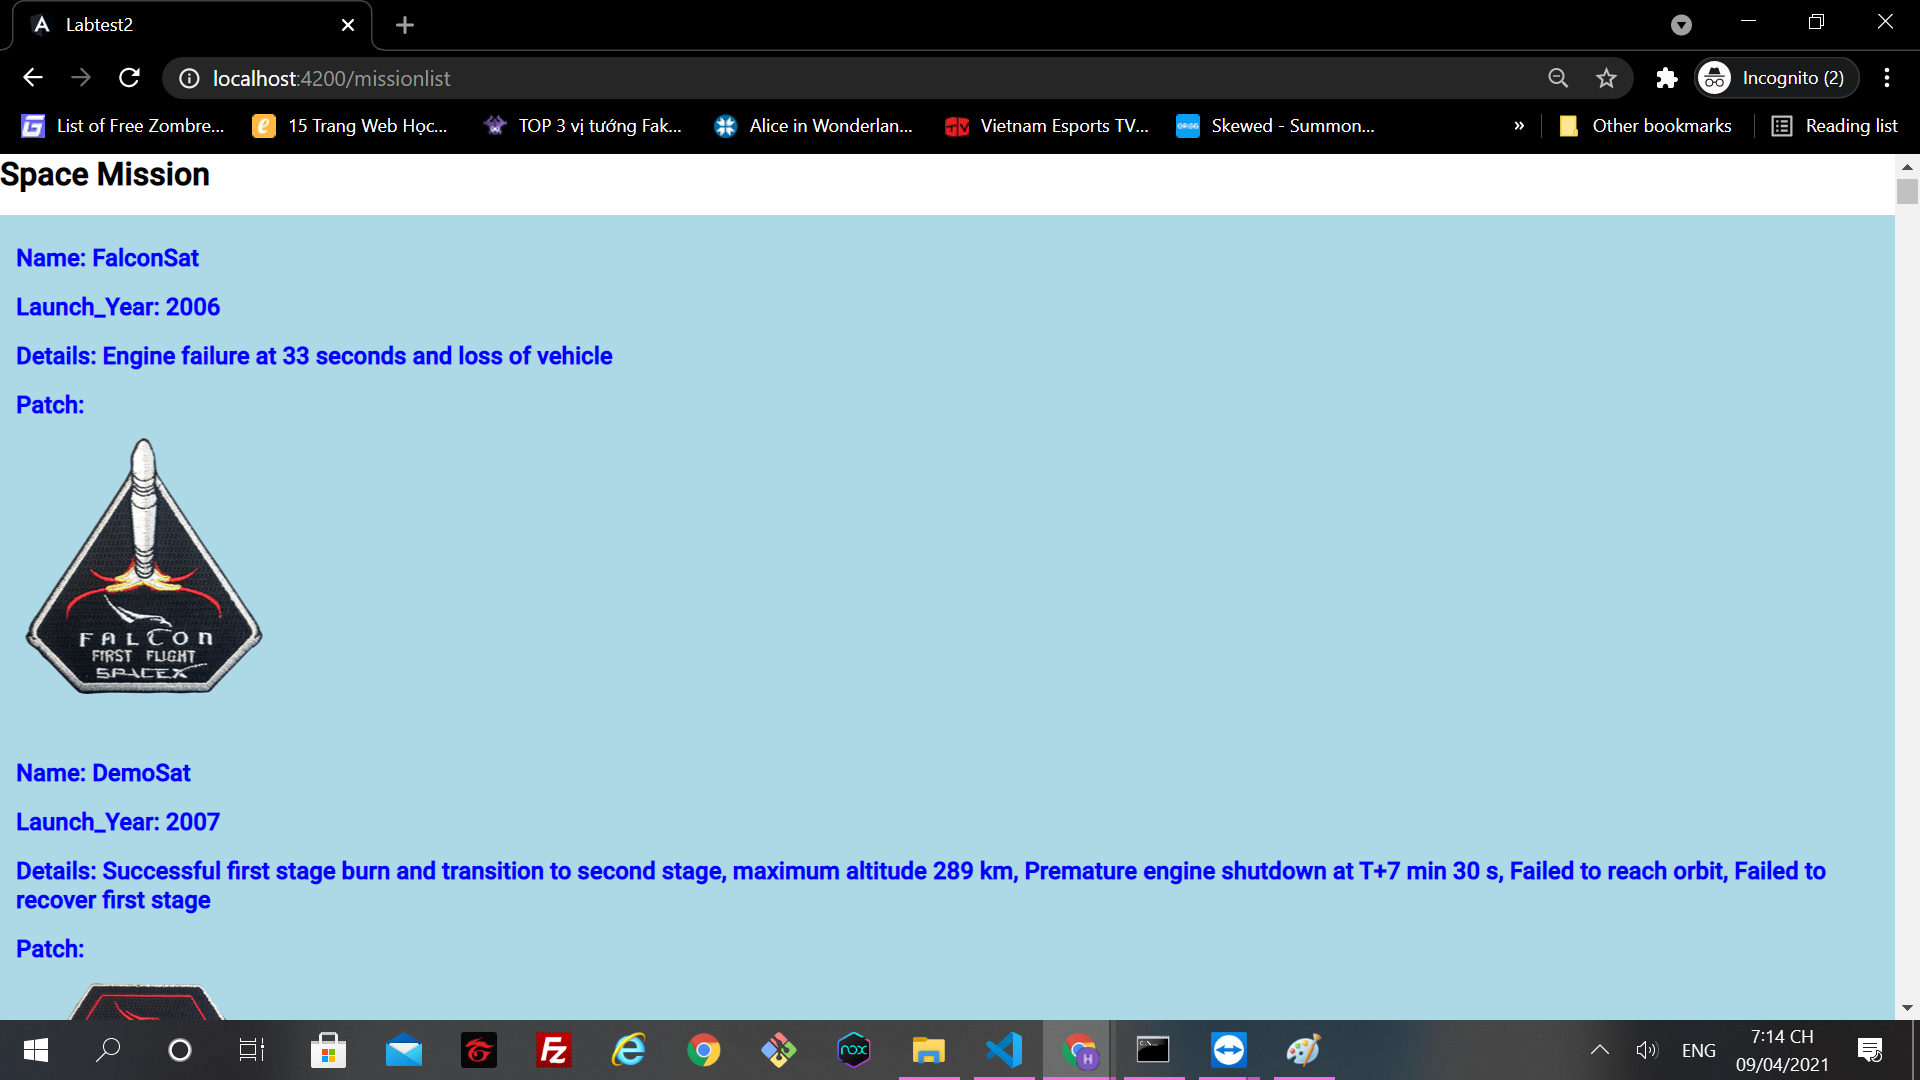 Labtest2
localhost:4200/missionlist
Incognito (2)
List of Free Zombre...
15 Trang Web Học...
TOP 3 vị tướng Fak...
Alice in Wonderlan...
Vietnam Esports TV...
Skewed - Summon...
»
Other bookmarks
Reading list
Space Mission
Name: FalconSat
Launch_Year: 2006
Details: Engine failure at 33 seconds and loss of vehicle
Patch:
FALCON
FIRST FLIGHT
SPACEX
Name: DemoSat
Launch_Year: 2007
Details: Successful first stage burn and transition to second stage, maximum altitude 289 km, Premature engine shutdown at T+7 min 30 s, Failed to reach orbit, Failed to
recover first stage
Patch:
nox
H
ENG
7:14 CH
09/04/2021